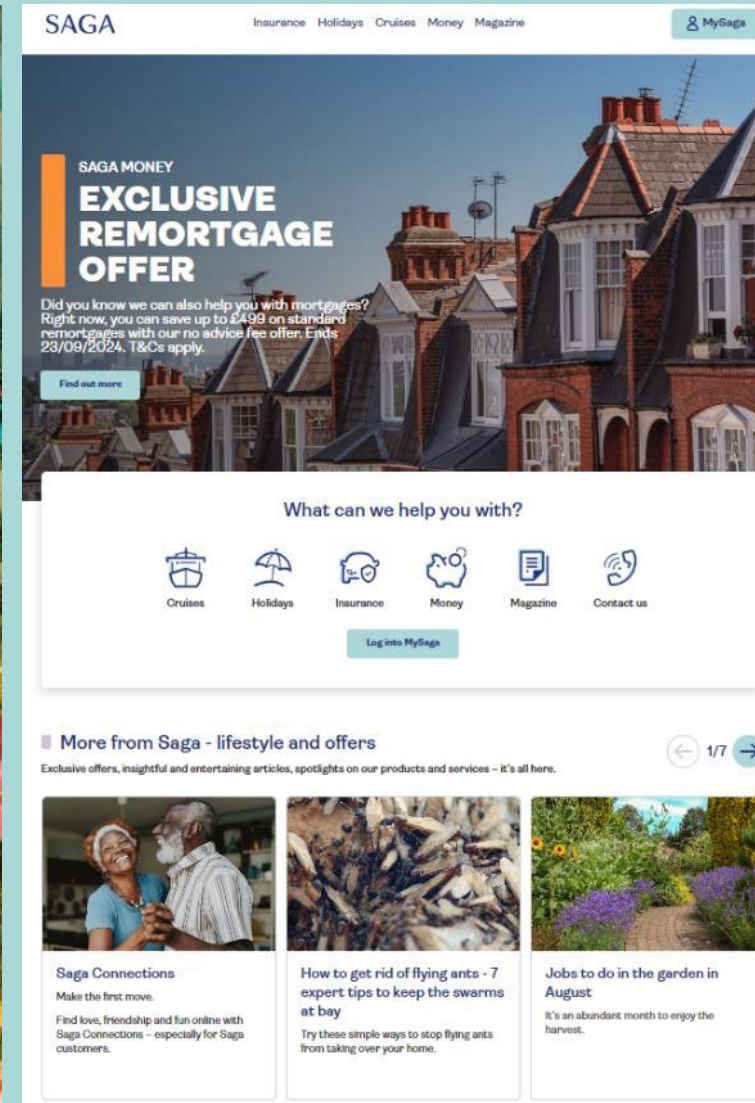 SAGA
Insurance Holidays Cruises Money Magazine
MySaga
SAGA MONEY
EXCLUSIVE
REMORTGAGE
OFFER
Did you know we can also help you with mortgages?
Right now, you can save up to £499 on standard
remortgages with our no advice fee offer. Ends
23/09/2024. T&Cs apply.
Find out more
What can we help you with?
Cruises
Holidays
Insurance
Money
Magazine
Contact us
Log into MySaga
More from Saga - lifestyle and offers
1/7
Exclusive offers, insightful and entertaining articles, spotlights on our products and services – it's all here.
Saga Connections
Make the first move.
Find love, friendship and fun online with
Saga Connections – especially for Saga
customers.
How to get rid of flying ants - 7
expert tips to keep the swarms
at bay
Try these simple ways to stop flying ants
from taking over your home.
Jobs to do in the garden in
August
It's an abundant month to enjoy the
harvest.